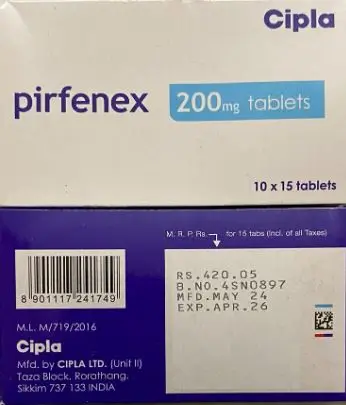 Cipla
pirfenex 200mg tablets
10 x 15 tablets
M. R. P. Rs. for 15 tabs (Incl. of all Taxes)
RS.420.05
B.NO.4SN0897
MFD.MAY 24
EXP.APR.26
8 901117 241749
M.L. M/719/2016
Cipla
Mfd. by CIPLA LTD. (Unit II)
Taza Block, Rorathang,
Sikkim 737 133 INDIA